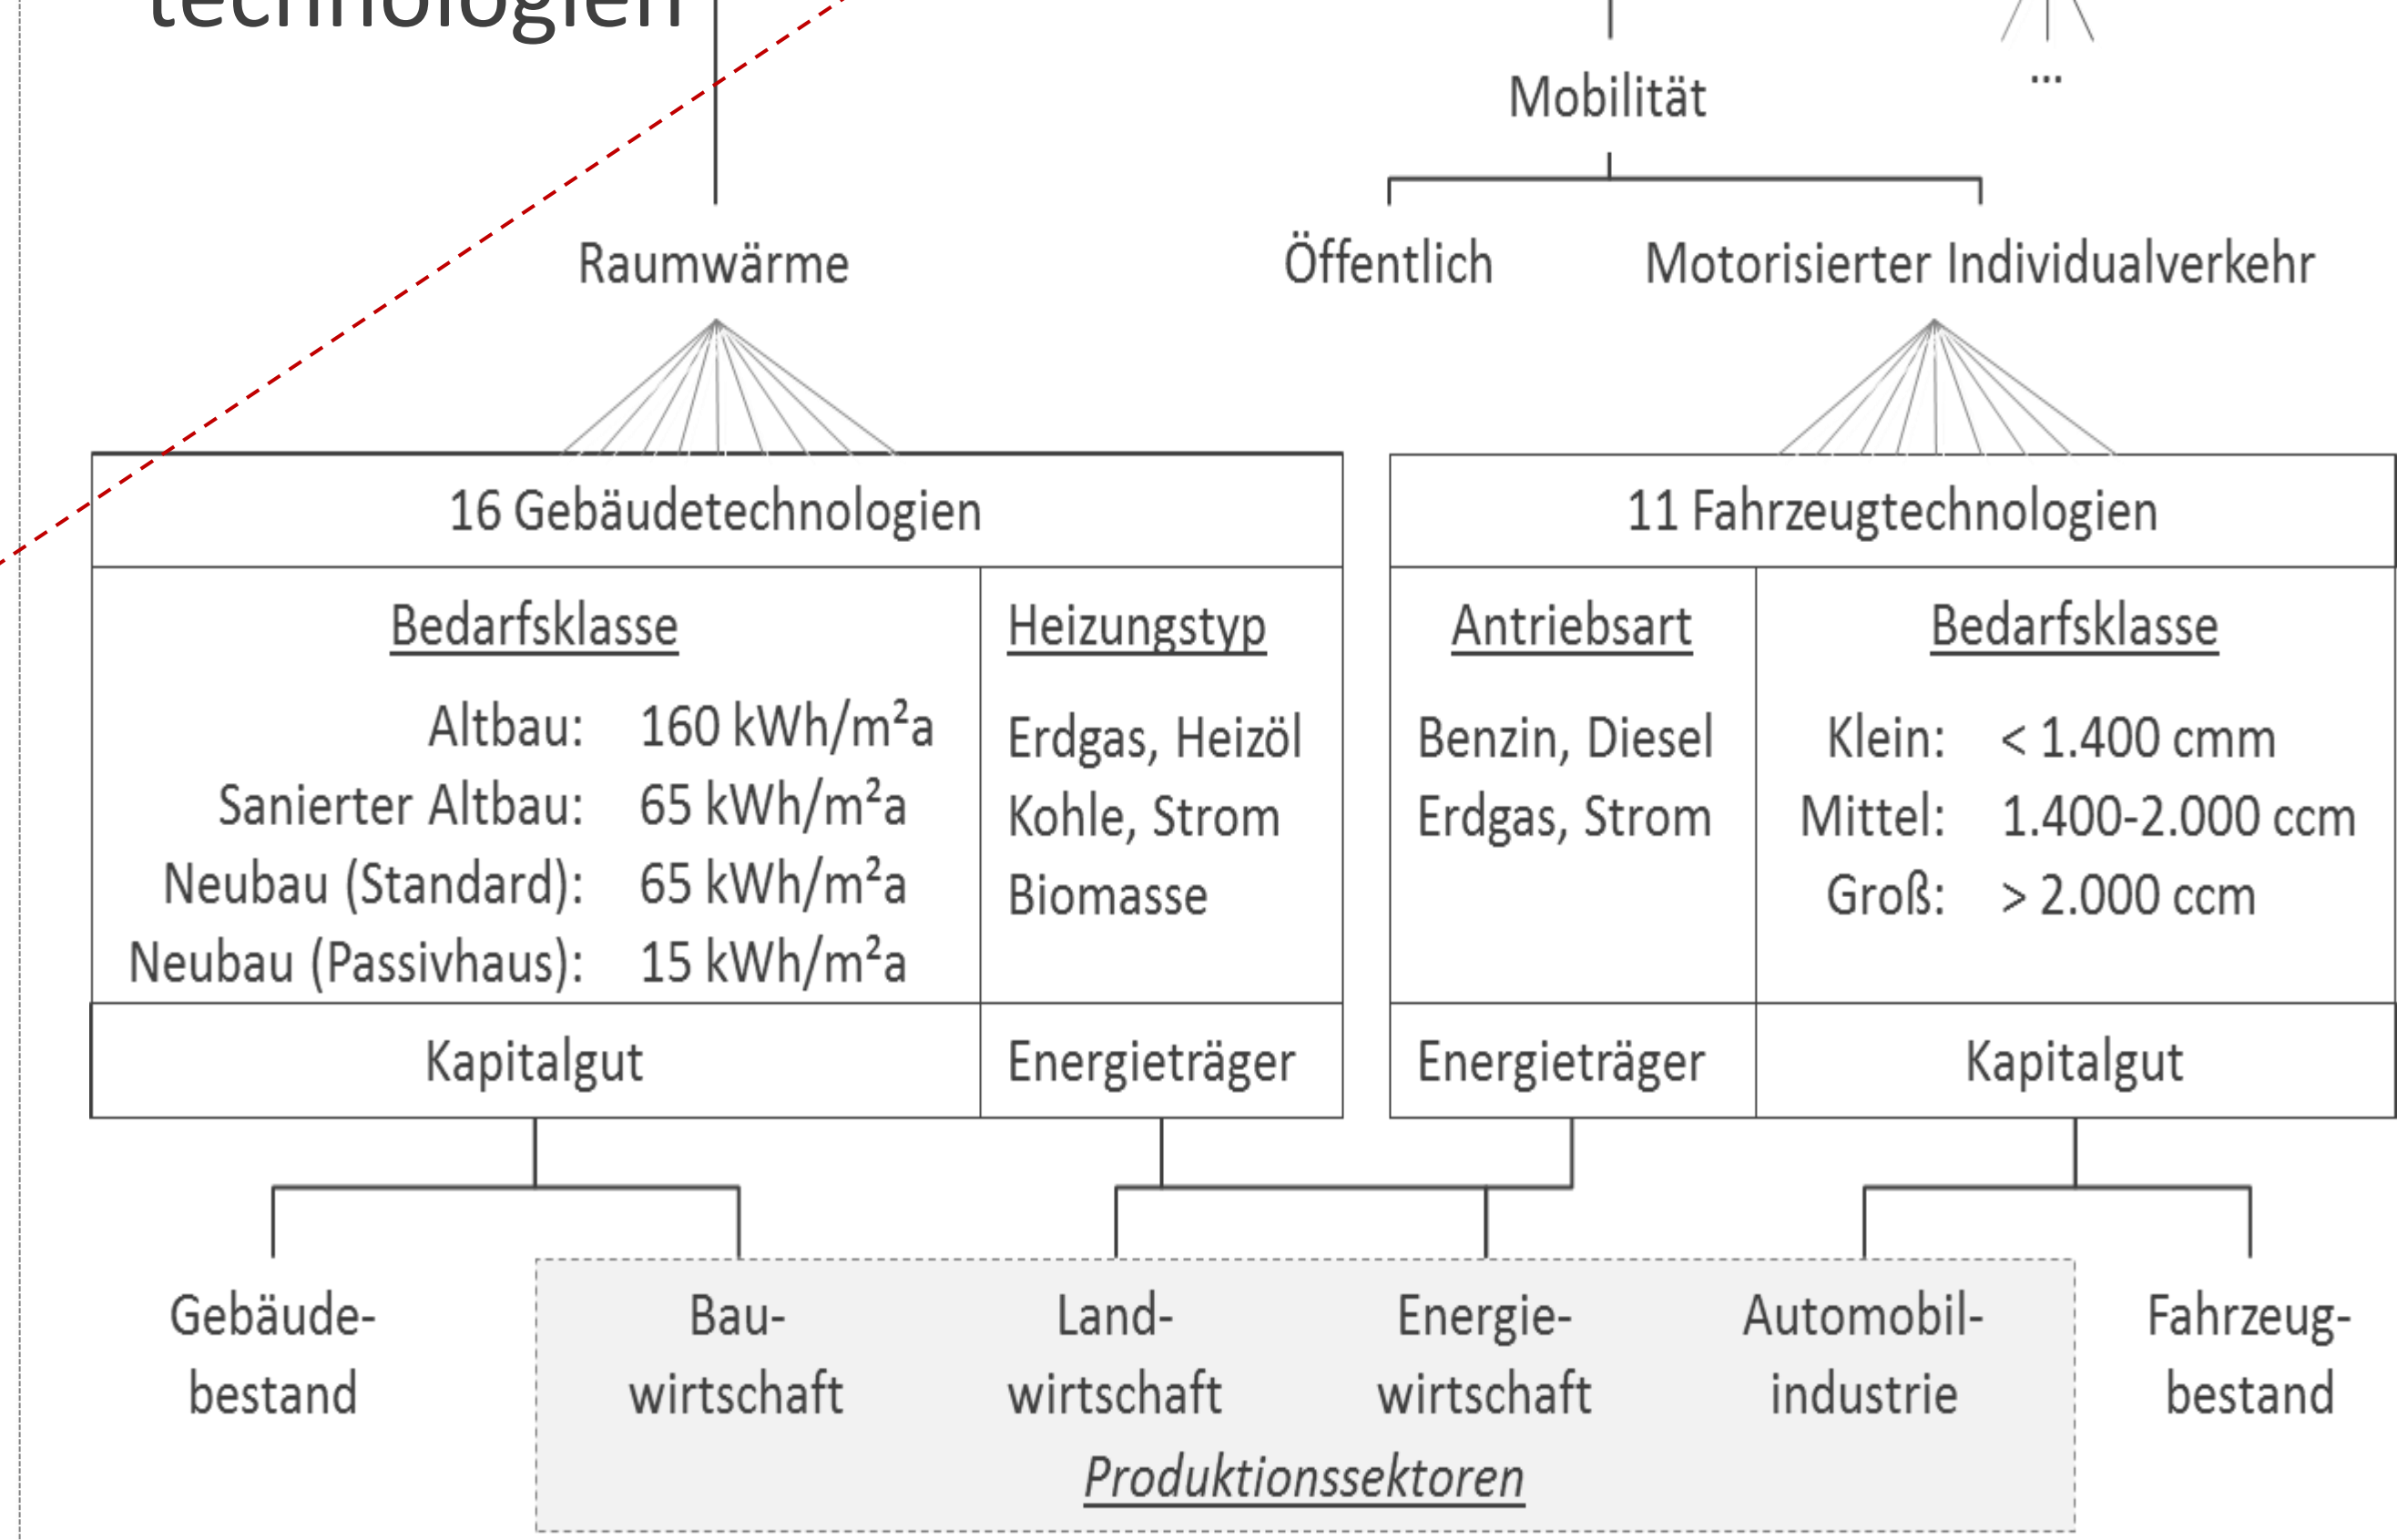 technologien
Mobilität
...
Raumwärme
Öffentlich
Motorisierter Individualverkehr
16 Gebäudetechnologien
Bedarfsklasse
Heizungstyp
Altbau: 160 kWh/m²a
Sanierter Altbau: 65 kWh/m²a
Neubau (Standard): 65 kWh/m²a
Neubau (Passivhaus): 15 kWh/m²a
Erdgas, Heizöl
Kohle, Strom
Biomasse
Kapitalgut
Energieträger
11 Fahrzeugtechnologien
Antriebsart
Bedarfsklasse
Benzin, Diesel
Erdgas, Strom
Klein: < 1.400 cmm
Mittel: 1.400-2.000 ccm
Groß: > 2.000 ccm
Energieträger
Kapitalgut
Gebäude-
bestand
Bau-
wirtschaft
Land-
wirtschaft
Energie-
wirtschaft
Automobil-
industrie
Fahrzeug-
bestand
Produktionssektoren